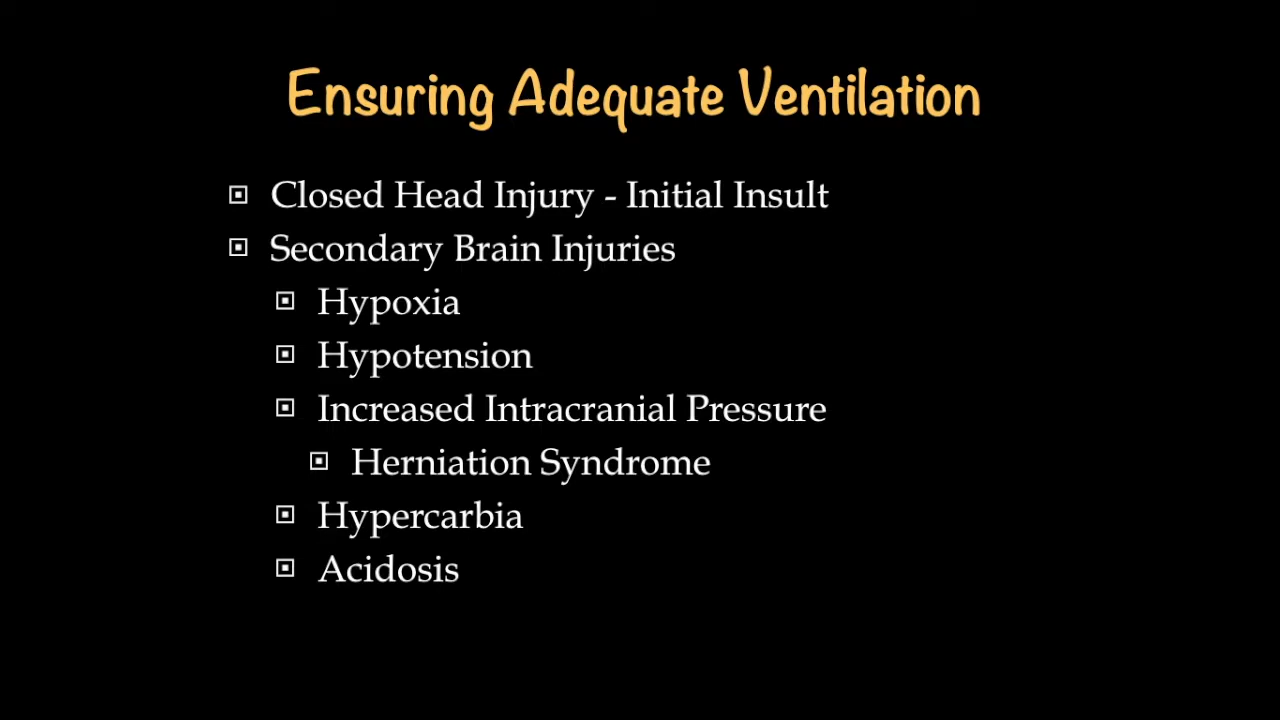 Ensuring Adequate Ventilation
Closed Head Injury - Initial Insult
Secondary Brain Injuries
Hypoxia
Hypotension
Increased Intracranial Pressure
Herniation Syndrome
Hypercarbia
Acidosis